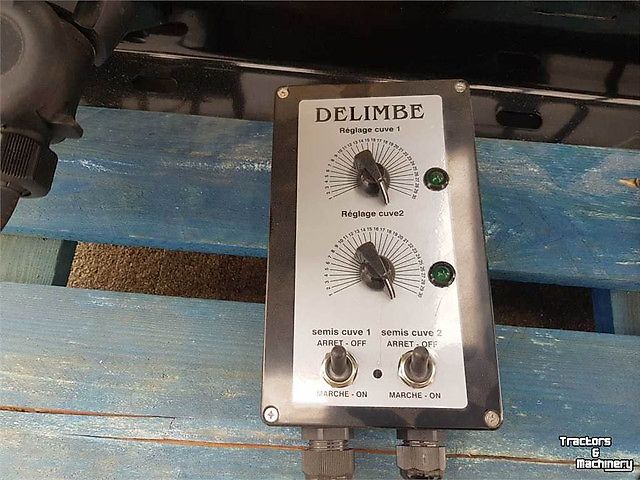 DELIMBE
Réglage cuve 1
Réglage cuve2
semis cuve 1 semis cuve 2
ARRET - OFF ARRET - OFF
MARCHE - ON MARCHE - ON
Tractors
&
Machinery